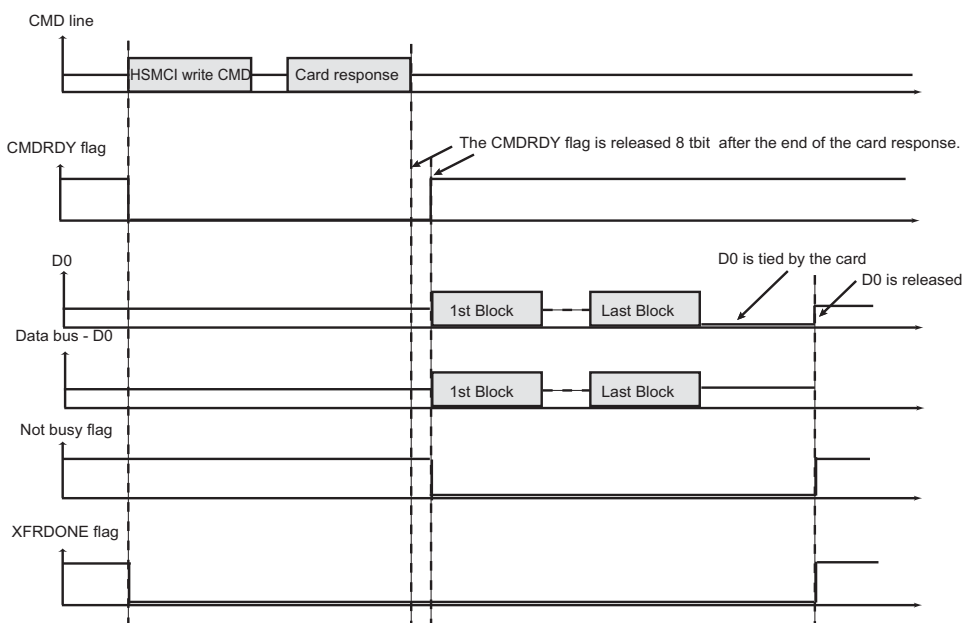 CMD line
HSMCI write CMD
Card response
CMDRDY flag
The CMDRDY flag is released 8 tbit after the end of the card response.
D0
D0 is tied by the card
D0 is released
1st Block
Last Block
Data bus - D0
1st Block
Last Block
Not busy flag
XFRDONE flag